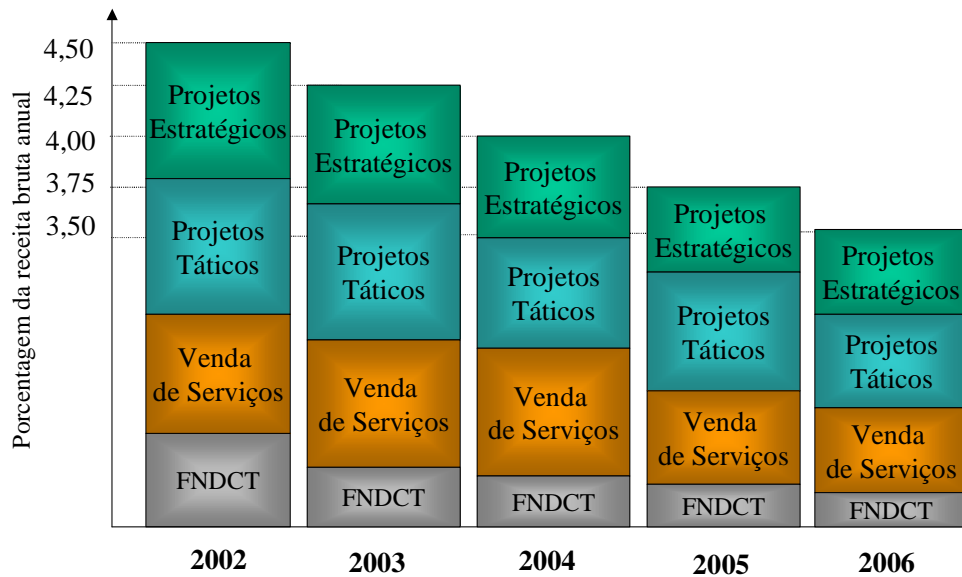 Porcentagem da receita bruta anual
4,50
4,25
4,00
3,75
3,50
Projetos
Estratégicos
Projetos
Táticos
Venda
de Serviços
FNDCT
2002
Projetos
Estratégicos
Projetos
Táticos
Venda
de Serviços
FNDCT
2003
Projetos
Estratégicos
Projetos
Táticos
Venda
de Serviços
FNDCT
2004
Projetos
Estratégicos
Projetos
Táticos
Venda
de Serviços
FNDCT
2005
Projetos
Estratégicos
Projetos
Táticos
Venda
de Serviços
FNDCT
2006